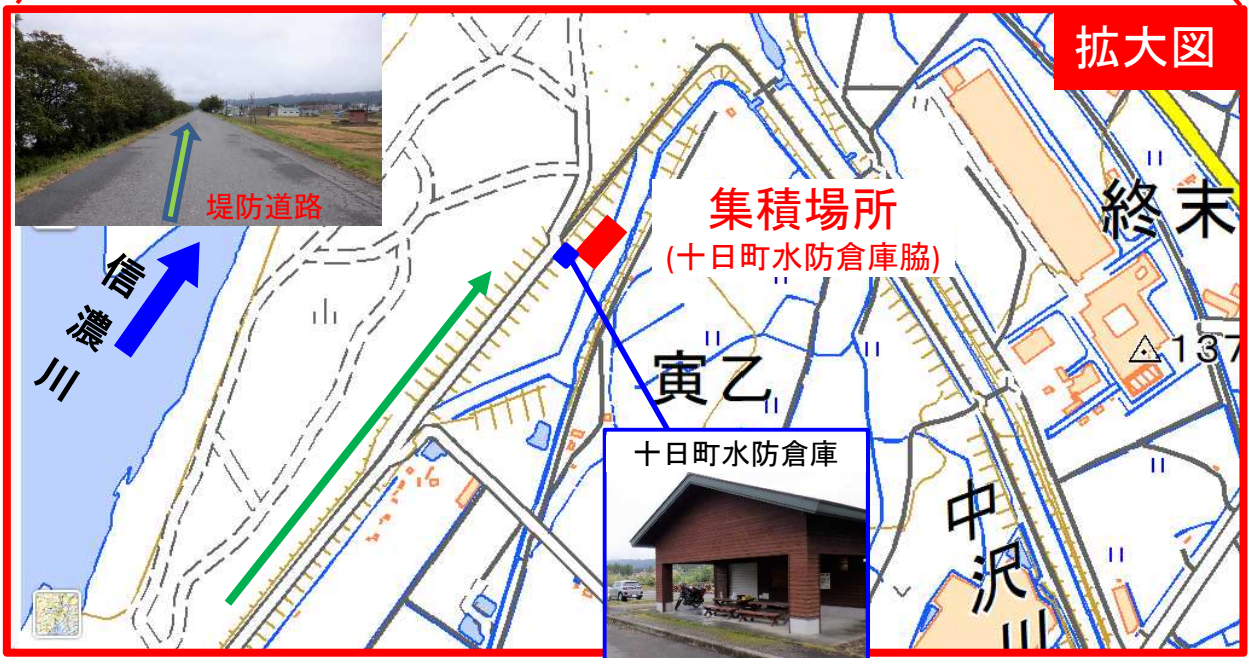 拡大図
堤防道路
信濃川
集積場所
(十日町水防倉庫脇)
終末
137
寅乙
十日町水防倉庫
中沢川